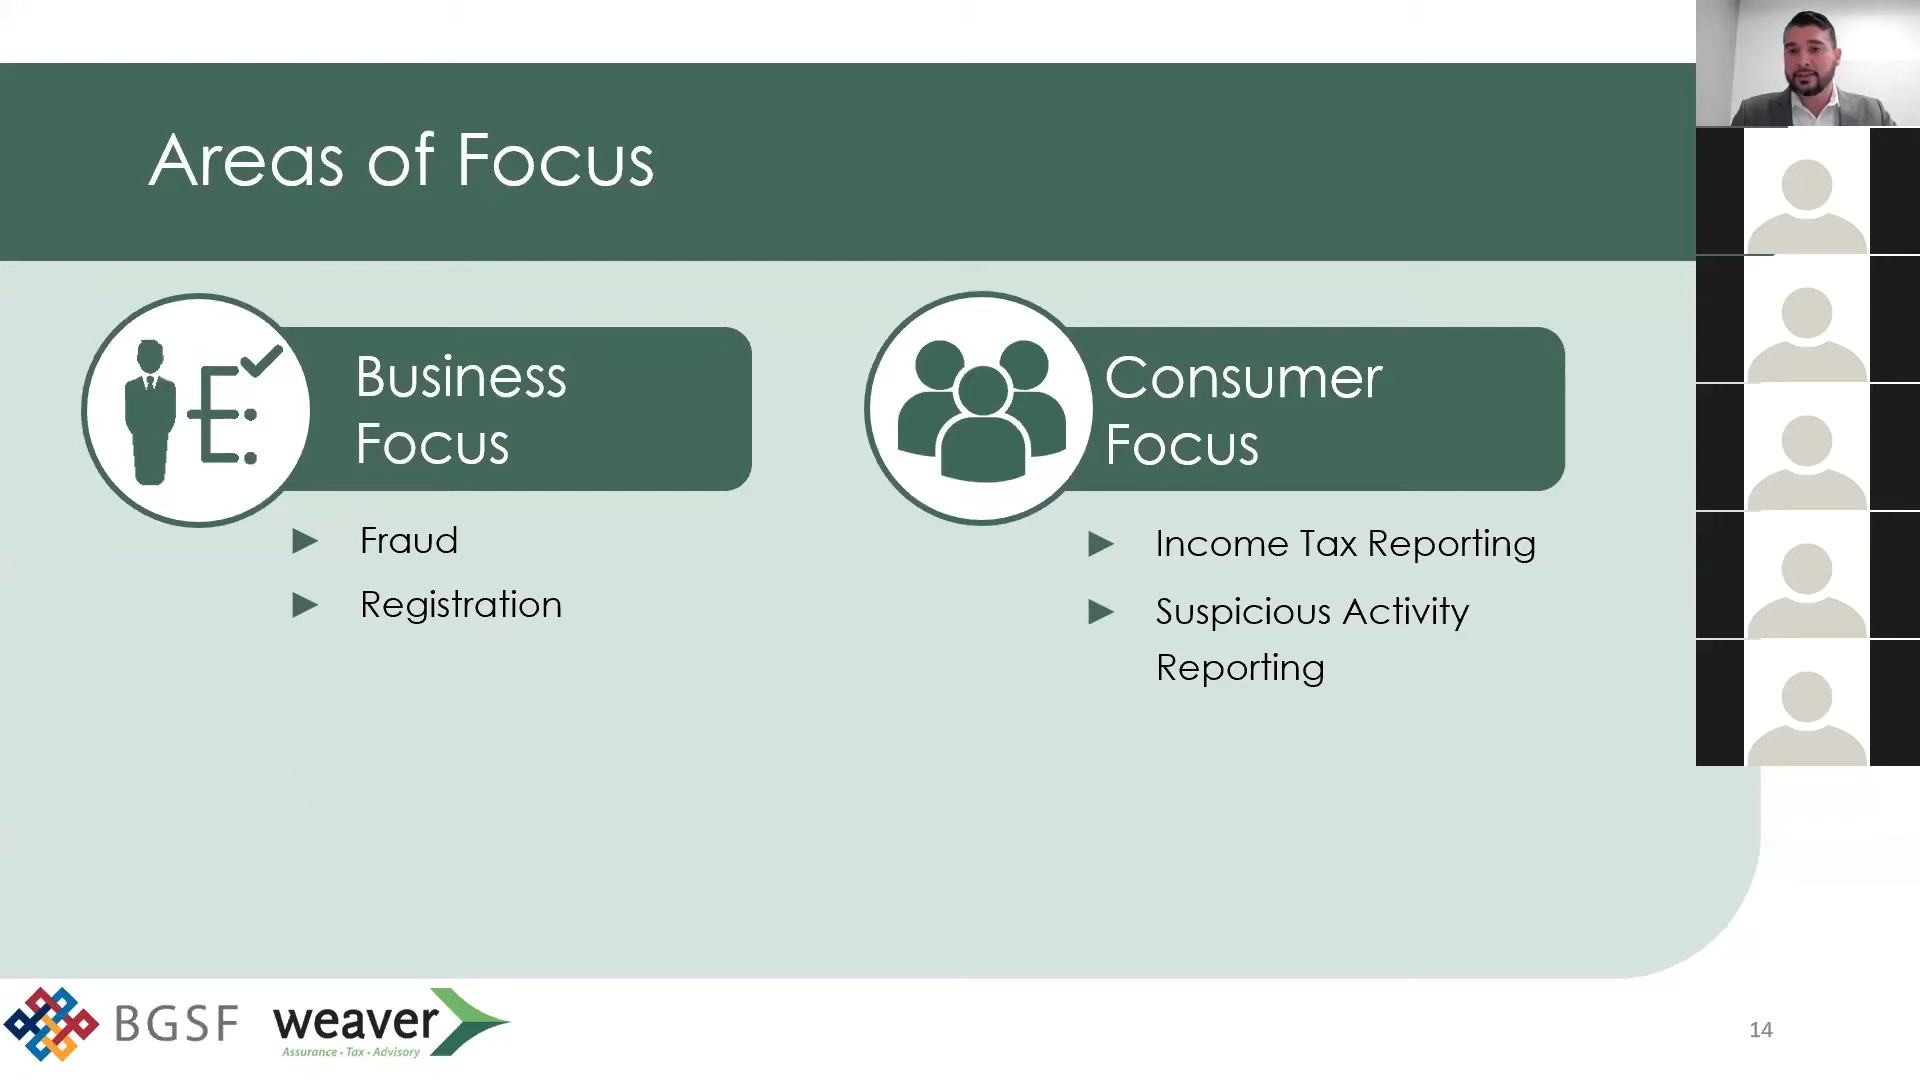 Areas of Focus
Business
Focus
Fraud
Registration
Consumer
Focus
Income Tax Reporting
Suspicious Activity
Reporting
BGSF
weaver
Assurance • Tax • Advisory
14